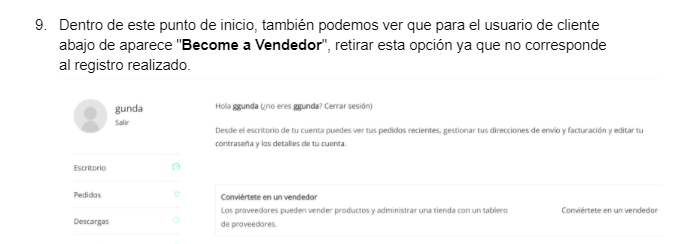 9. Dentro de este punto de inicio, también podemos ver que para el usuario de cliente
abajo de aparece "Become a Vendedor", retirar esta opción ya que no corresponde
al registro realizado.
gunda
Salir
Hola ggunda (¿no eres ggunda? Cerrar sesión)
Desde el escritorio de tu cuenta puedes ver tus pedidos recientes, gestionar tus direcciones de envío y facturación y editar tu
contraseña y los detalles de tu cuenta.
Escritorio
Pedidos
Descargas
Conviértete en un vendedor
Los proveedores pueden vender productos y administrar una tienda con un tablero
de proveedores.
Conviértete en un vendedor